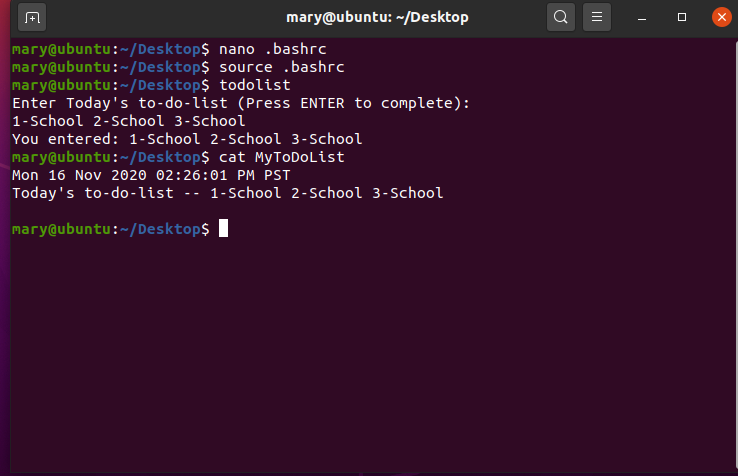 mary@ubuntu: ~/Desktop
mary@ubuntu:~/Desktop$ nano .bashrc
mary@ubuntu:~/Desktop$ source .bashrc
mary@ubuntu:~/Desktop$ todolist
Enter Today's to-do-list (Press ENTER to complete):
1-School 2-School 3-School
You entered: 1-School 2-School 3-School
mary@ubuntu:~/Desktop$ cat MyToDoList
Mon 16 Nov 2020 02:26:01 PM PST
Today's to-do-list -- 1-School 2-School 3-School
mary@ubuntu:~/Desktop$